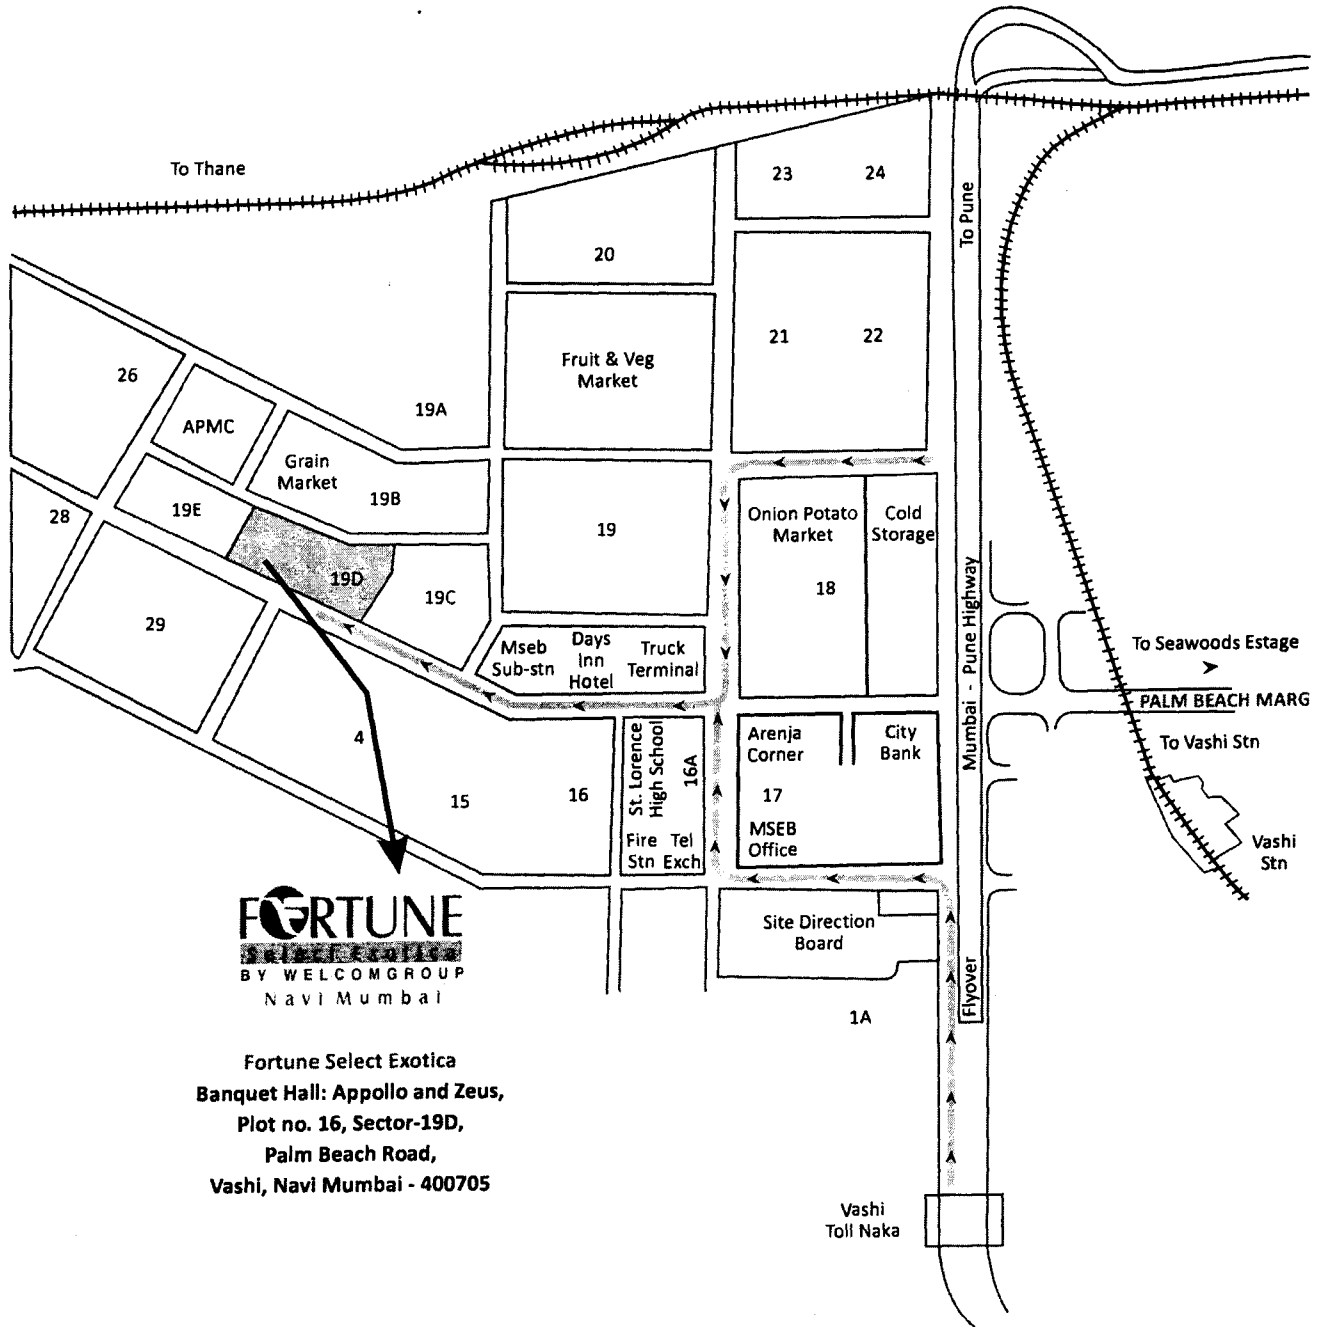 To Thane
23
24
To Pune
20
21
22
Fruit & Veg
Market
26
19A
APMC
Grain
Market
19B
19E
28
19
Onion Potato
Market
Cold
Storage
18
19D
19C
29
Mseb
Sub-stn
Days
Inn
Hotel
Truck
Terminal
Mumbai - Pune Highway
To Seawoods Estage
PALM BEACH MARG
To Vashi Stn
4
15
16
St. Lorence
High School
16A
Fire
Stn
Tel
Exch
Arenja
Corner
City
Bank
17
MSEB
Office
Vashi
Stn
Site Direction
Board
Flyover
1A
FORTUNE
Select Exotica
BY WELCOMGROUP
Navi Mumbai
Fortune Select Exotica
Banquet Hall: Appollo and Zeus,
Plot no. 16, Sector-19D,
Palm Beach Road,
Vashi, Navi Mumbai - 400705
Vashi
Toll Naka